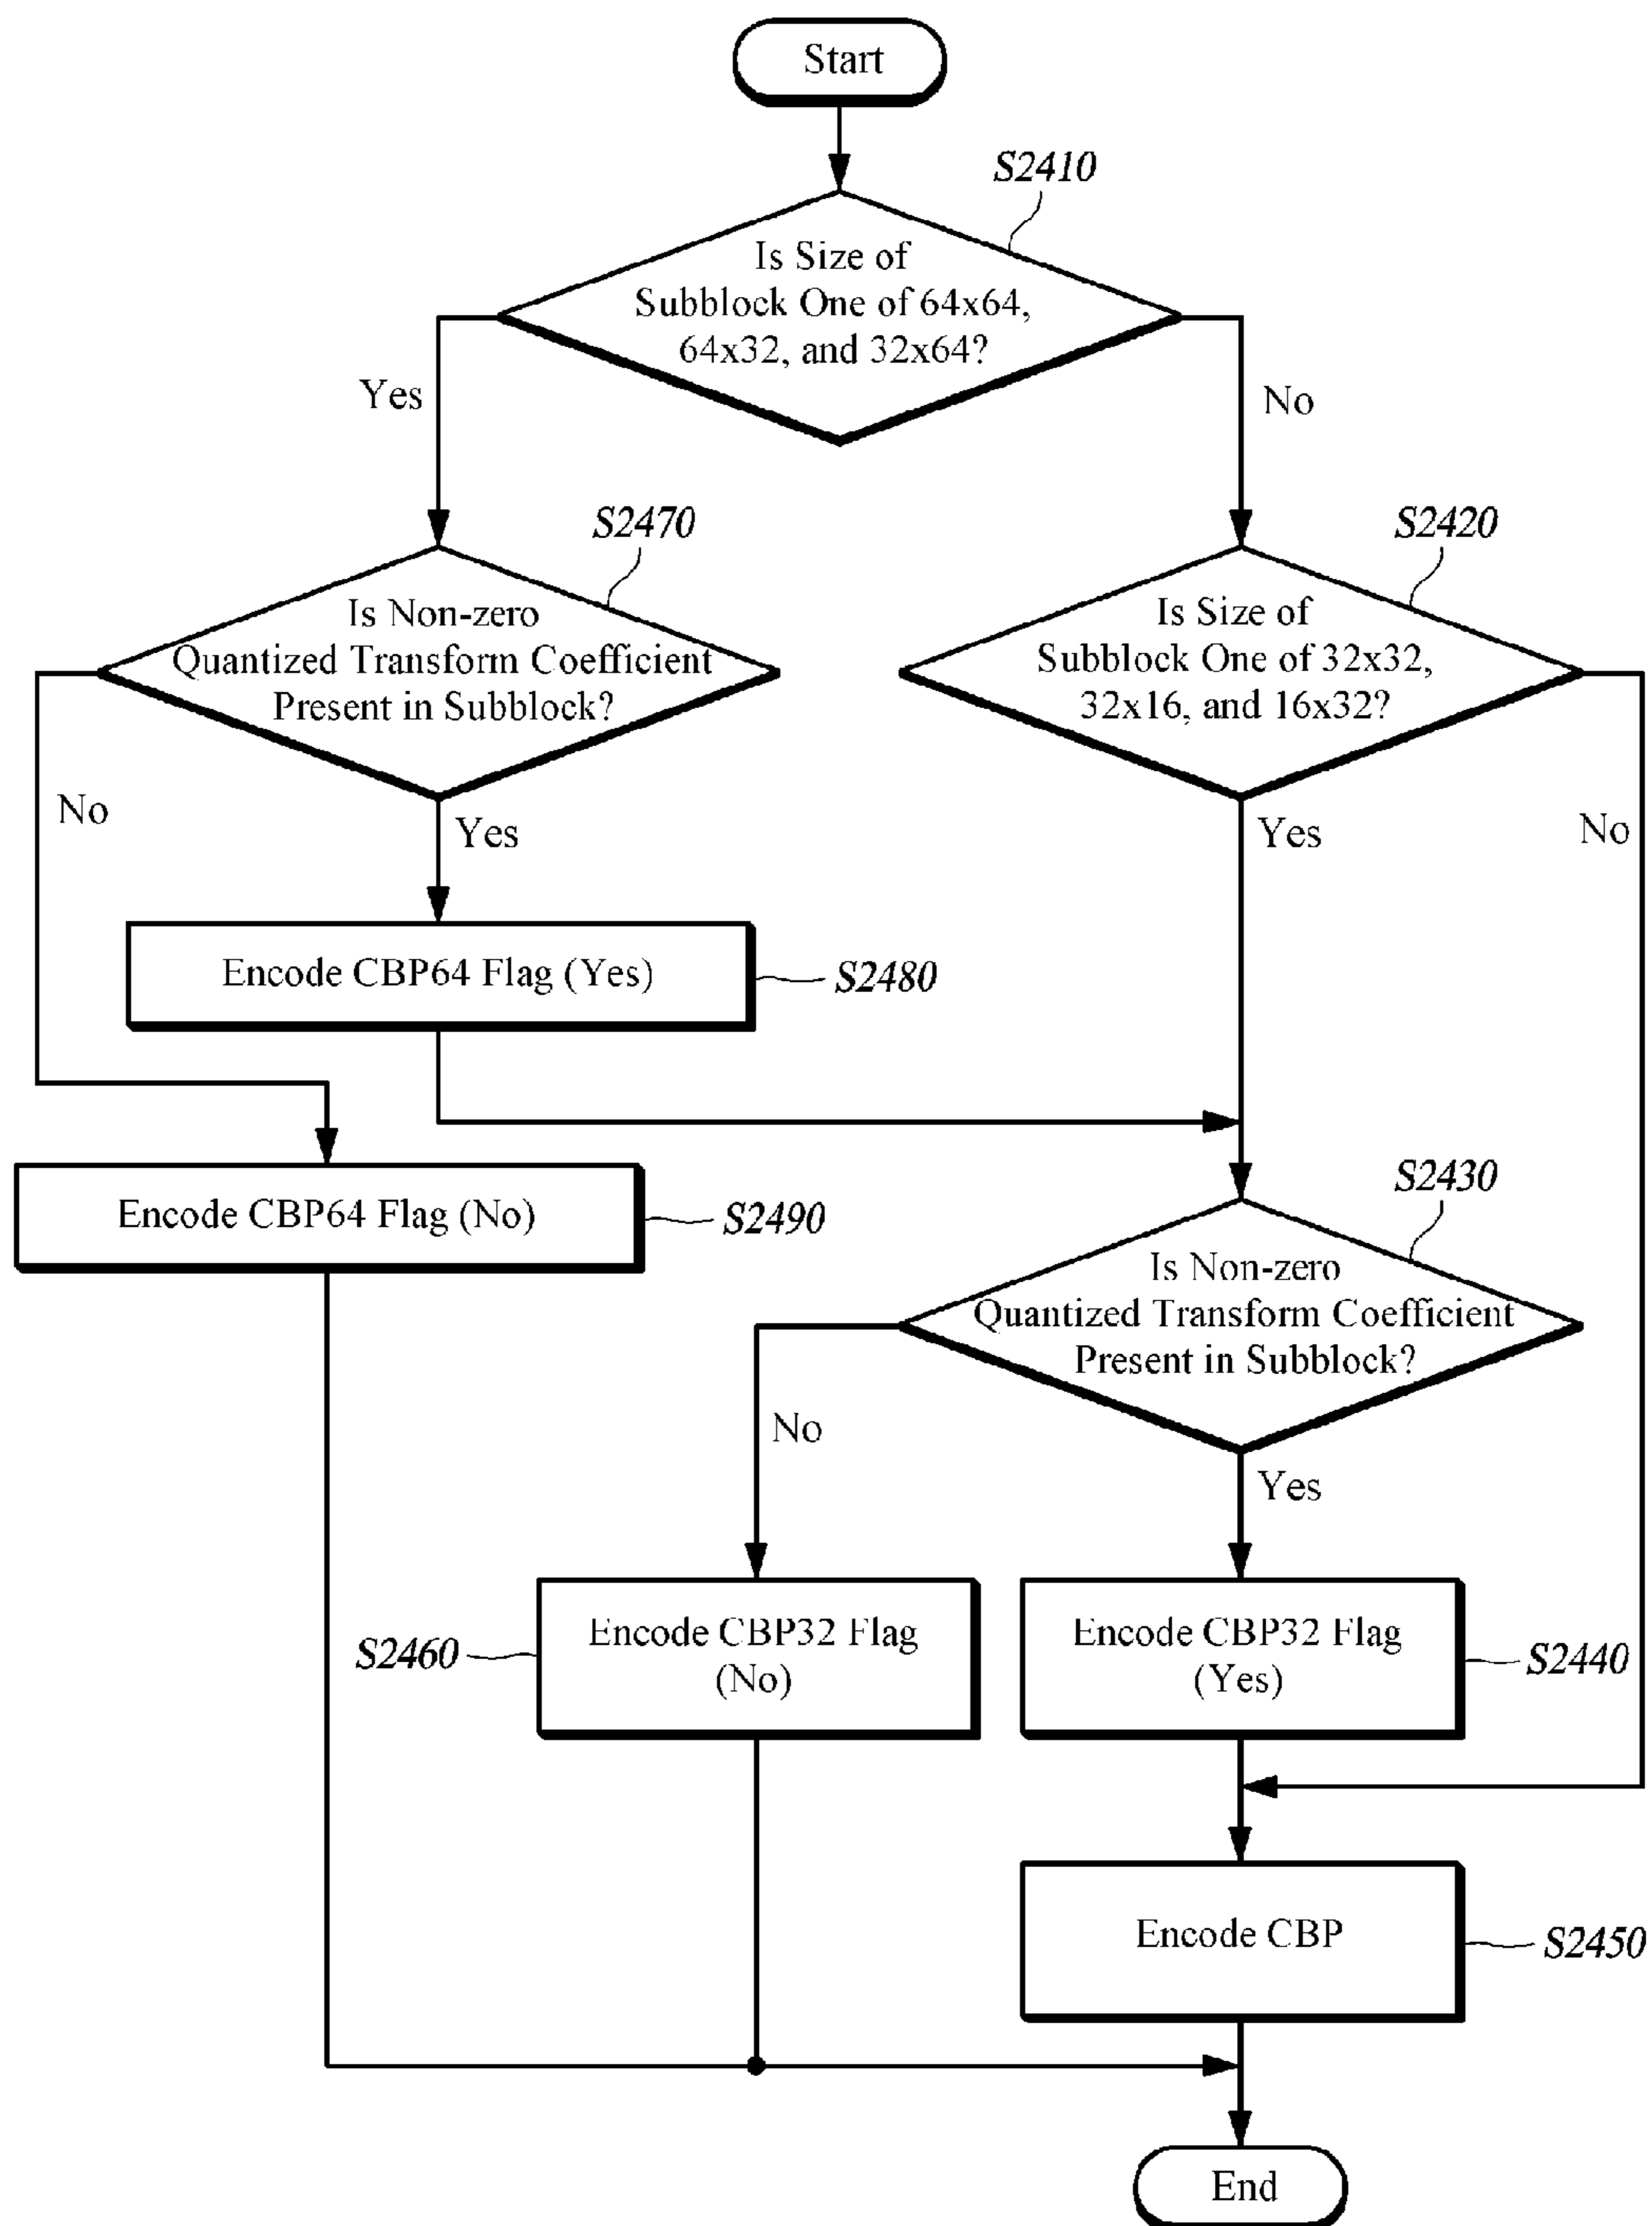 Start
S2410
Is Size of
Subblock One of 64x64,
64x32, and 32x64?
Yes
No
S2470
S2420
Is Non-zero
Quantized Transform Coefficient
Present in Subblock?
Is Size of
Subblock One of 32x32,
32x16, and 16x32?
No
Yes
Yes
No
Encode CBP64 Flag (Yes)
S2480
Encode CBP64 Flag (No)
S2490
S2430
Is Non-zero
Quantized Transform Coefficient
Present in Subblock?
No
Yes
S2460
Encode CBP32 Flag
(No)
Encode CBP32 Flag
(Yes)
S2440
Encode CBP
S2450
End